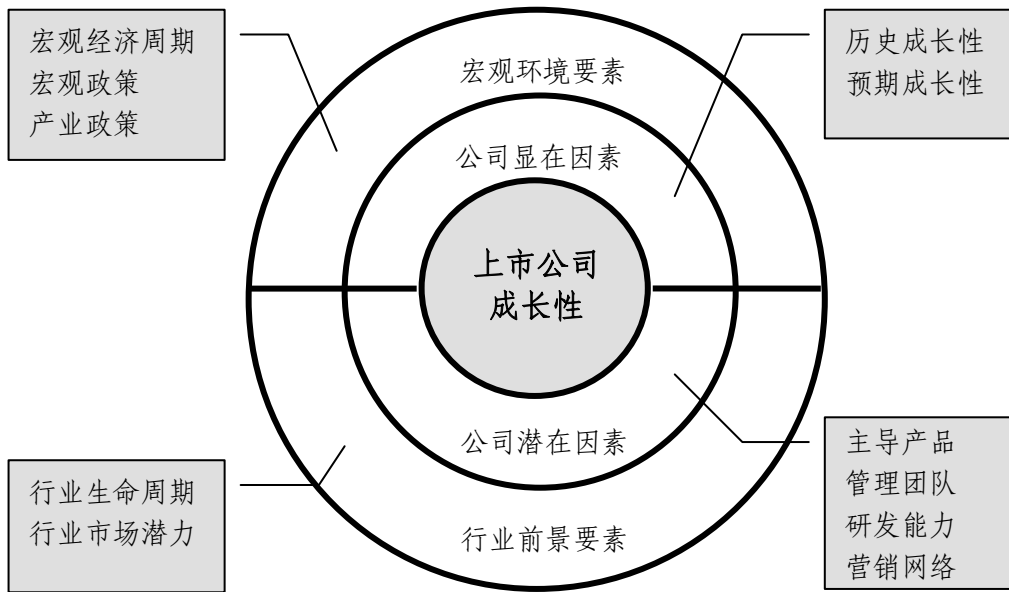 宏观经济周期
宏观政策
产业政策
历史成长性
预期成长性
宏观环境要素
公司显在因素
上市公司
成长性
公司潜在因素
行业前景要素
行业生命周期
行业市场潜力
主导产品
管理团队
研发能力
营销网络